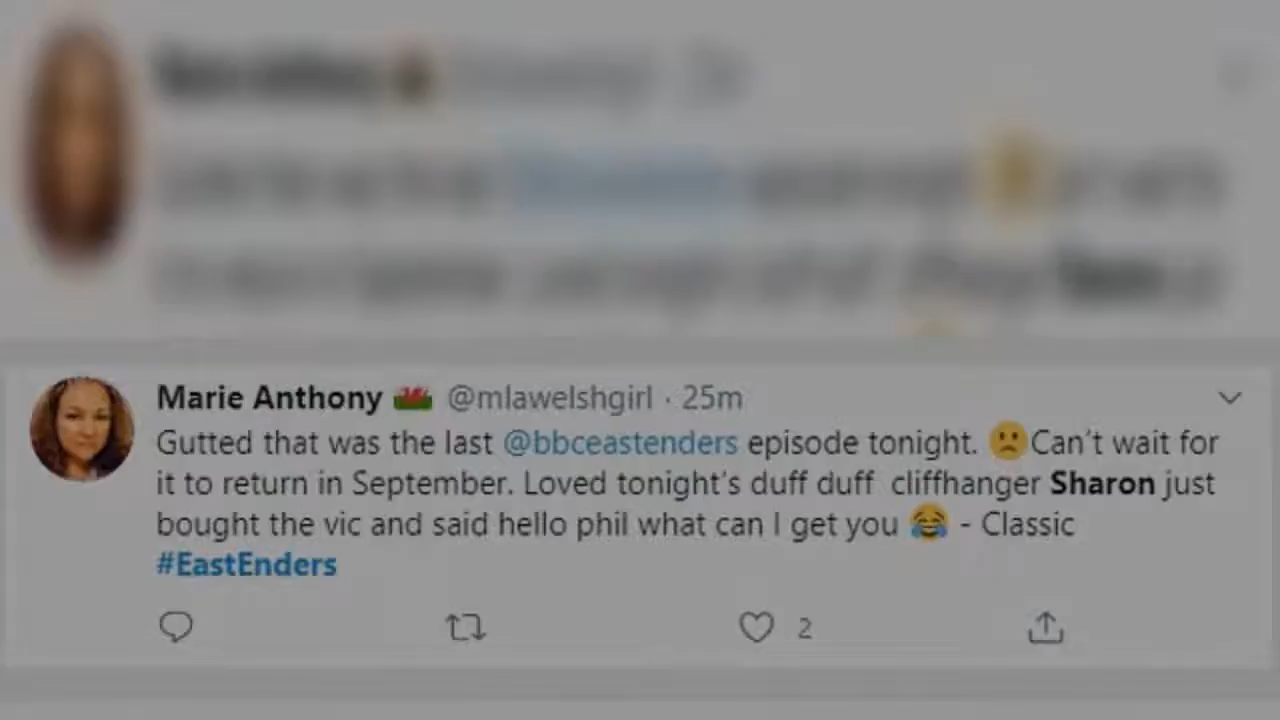 Marie Anthony 🏴󠁧󠁢󠁷󠁬󠁳󠁿 @mlawelshgirl · 25m
Gutted that was the last @bbceastenders episode tonight. 🙁Can't wait for
it to return in September. Loved tonight's duff duff cliffhanger Sharon just
bought the vic and said hello phil what can I get you 😂 - Classic
#EastEnders
2